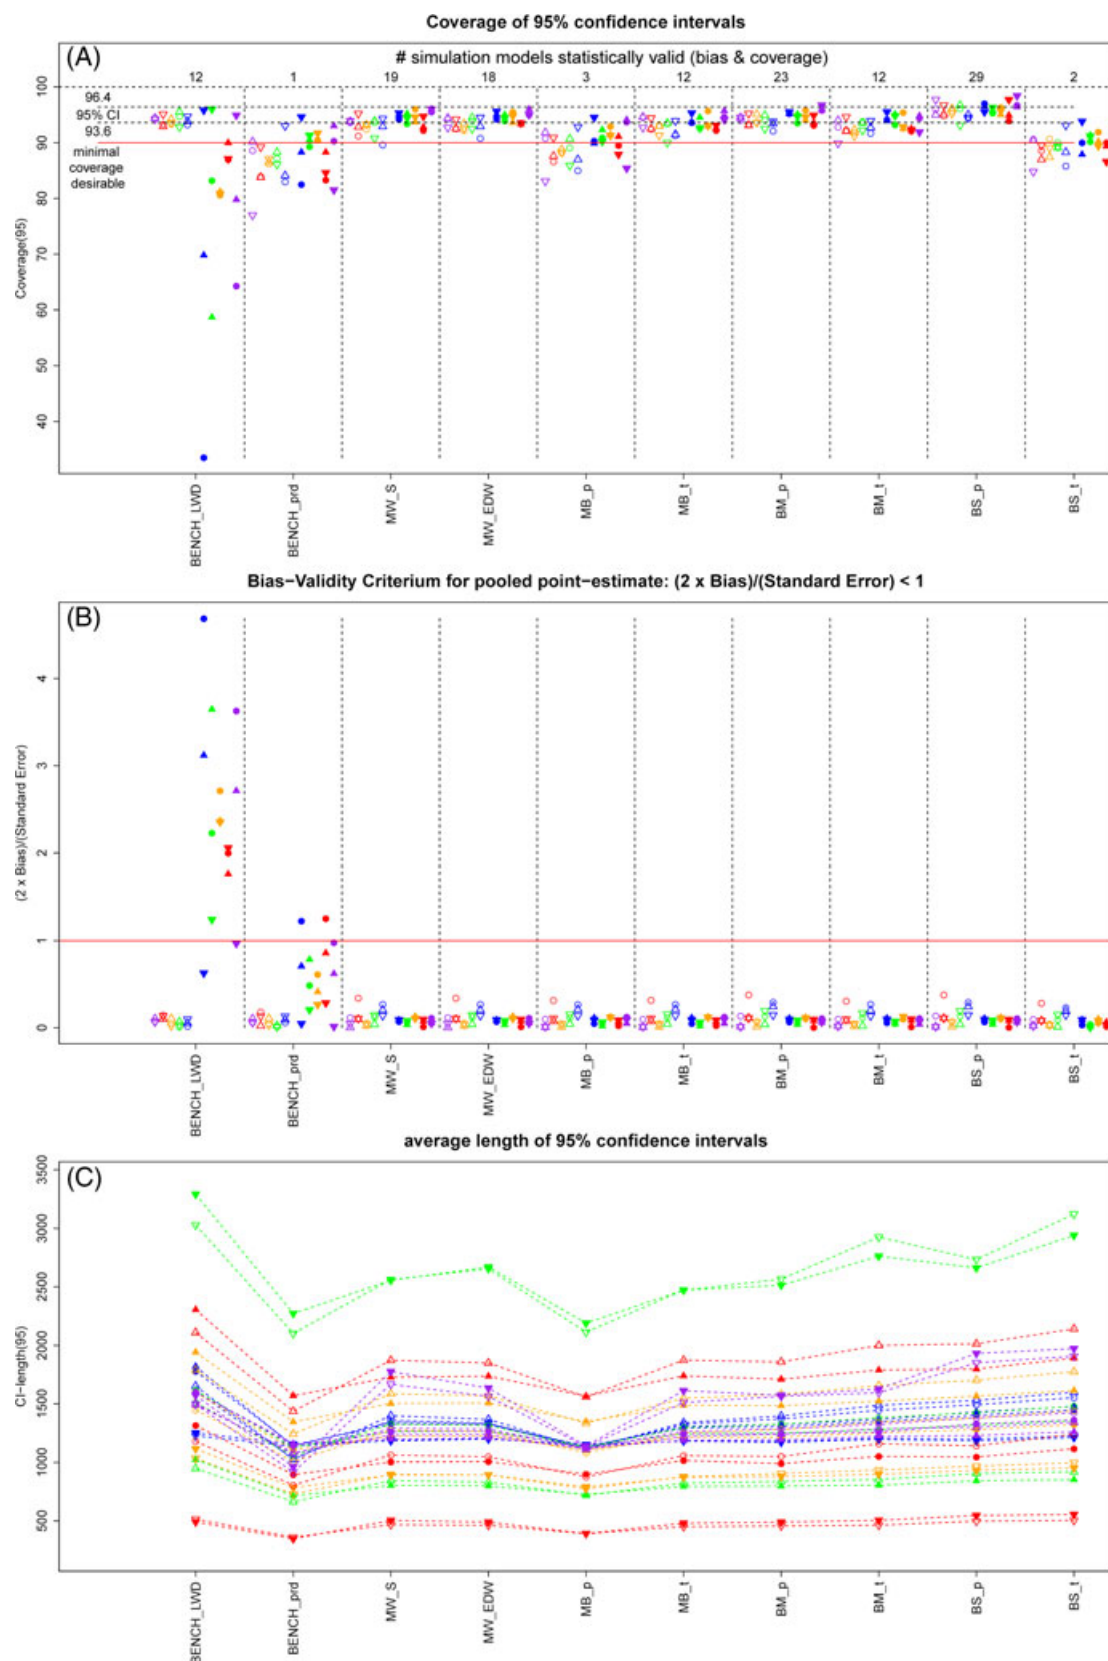 Coverage of 95% confidence intervals
(A)
# simulation models statistically valid (bias & coverage)
12 1 19 18 3 12 23 12 29 2
96.4
95% CI
93.6
minimal
coverage
desirable
Coverage(95)
100
90
80
70
60
50
40
BENCH_LWD BENCH_prd MW_S MW_EDW MB_p MB_t BM_p BM_t BS_p BS_t
Bias−Validity Criterium for pooled point−estimate: (2 x Bias)/(Standard Error) < 1
(B)
(2 x Bias)/(Standard Error)
4
3
2
1
0
BENCH_LWD BENCH_prd MW_S MW_EDW MB_p MB_t BM_p BM_t BS_p BS_t
average length of 95% confidence intervals
(C)
CI−length(95)
3500
3000
2500
2000
1500
1000
500
BENCH_LWD BENCH_prd MW_S MW_EDW MB_p MB_t BM_p BM_t BS_p BS_t